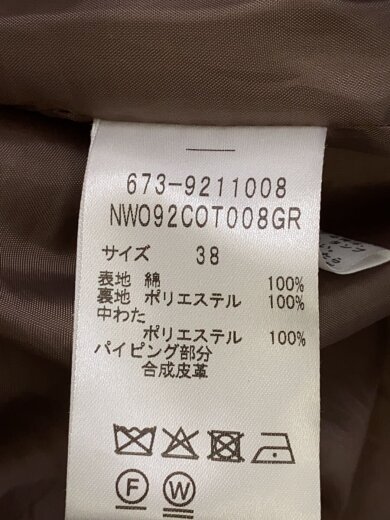 673-9211008
NW092COT008GR
サイズ 38
表地 綿 100%
裏地 ポリエステル 100%
中わた
ポリエステル 100%
パイピング部分
合成皮革
F W